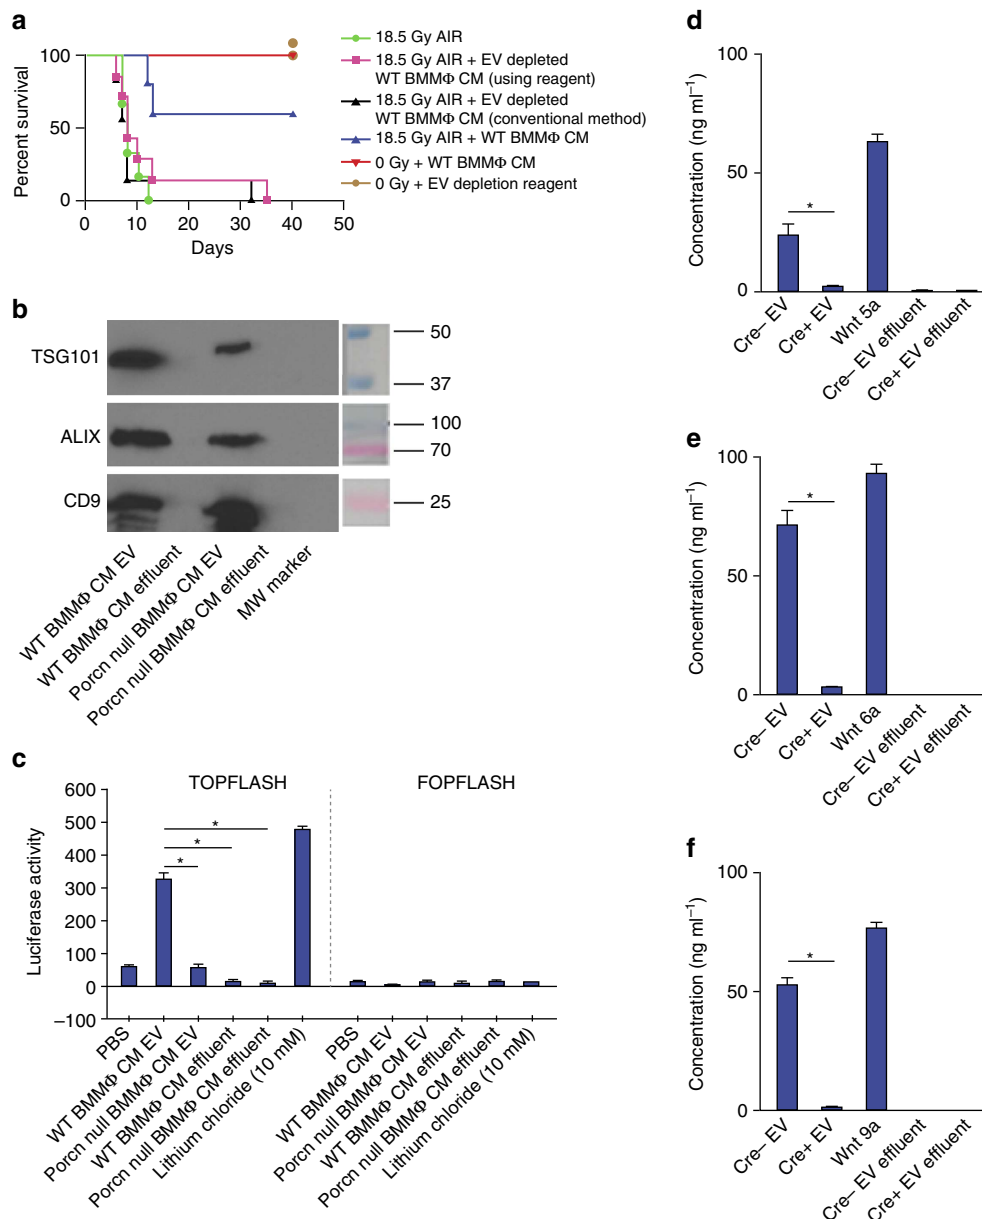 a
Percent survival
100
50
0
0
10
20
30
40
50
Days
18.5 Gy AIR
18.5 Gy AIR + EV depleted
WT BMMΦ CM (using reagent)
18.5 Gy AIR + EV depleted
WT BMMΦ CM (conventional method)
18.5 Gy AIR + WT BMMΦ CM
0 Gy + WT BMMΦ CM
0 Gy + EV depletion reagent
b
TSG101
ALIX
CD9
50
37
100
70
25
WT BMMΦ CM EV
WT BMMΦ CM effluent
Porcn null BMMΦ CM EV
Porcn null BMMΦ CM effluent
MW marker
c
TOPFLASH
FOPFLASH
Luciferase activity
600
500
400
300
200
100
0
–100
*
*
*
PBS
WT BMMΦ CM EV
Porcn null BMMΦ CM EV
WT BMMΦ CM effluent
Porcn null BMMΦ CM effluent
Lithium chloride (10 mM)
PBS
WT BMMΦ CM EV
Porcn null BMMΦ CM EV
WT BMMΦ CM effluent
Porcn null BMMΦ CM effluent
Lithium chloride (10 mM)
d
Concentration (ng ml⁻¹)
100
50
0
*
Cre– EV
Cre+ EV
Wnt 5a
Cre– EV effluent
Cre+ EV effluent
e
Concentration (ng ml⁻¹)
100
50
0
*
Cre– EV
Cre+ EV
Wnt 6a
Cre– EV effluent
Cre+ EV effluent
f
Concentration (ng ml⁻¹)
100
50
0
*
Cre– EV
Cre+ EV
Wnt 9a
Cre– EV effluent
Cre+ EV effluent